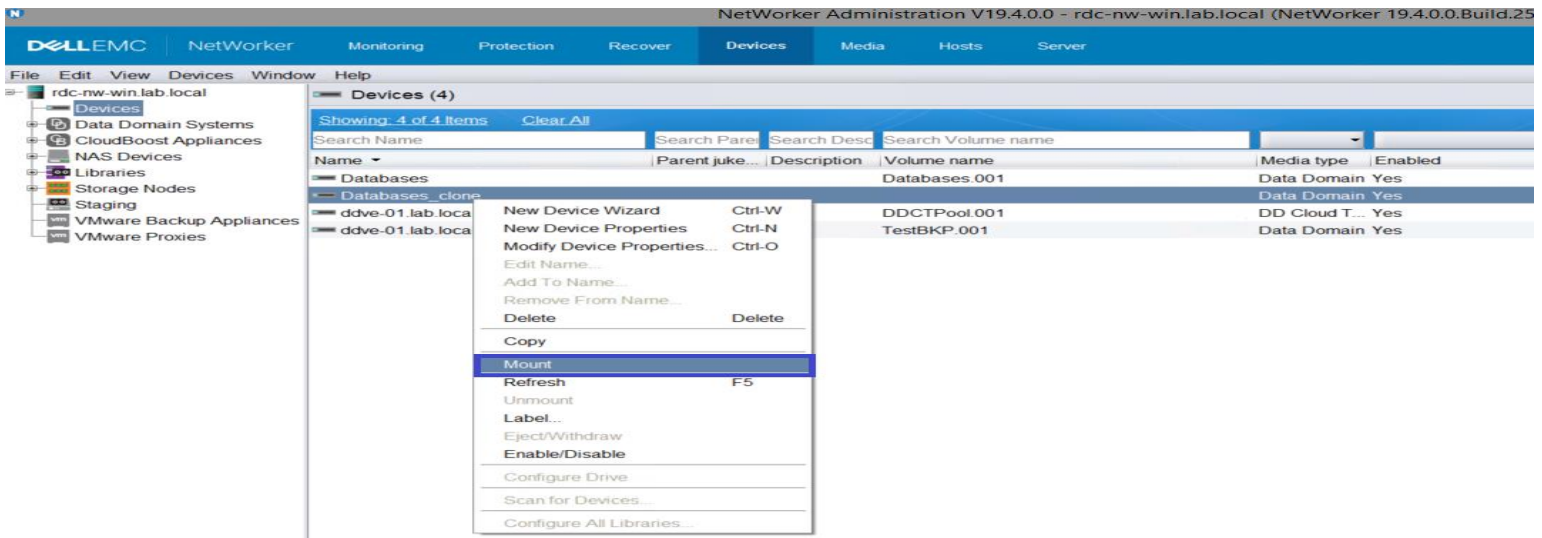 N NetWorker Administration V19.4.0.0 - rdc-nw-win.lab.local (NetWorker 19.4.0.0.Build.25
DELLEMC NetWorker Monitoring Protection Recover Devices Media Hosts Server
File Edit View Devices Window Help
rdc-nw-win.lab.local
Devices
Data Domain Systems
CloudBoost Appliances
NAS Devices
Libraries
Storage Nodes
Staging
VMware Backup Appliances
VMware Proxies
Devices (4)
Showing: 4 of 4 Items Clear All
Search Name Search Pare Search Desc Search Volume name
Name Parent juke... Description Volume name Media type Enabled
Databases Databases.001 Data Domain Yes
Databases_clone Data Domain Yes
ddve-01.lab.loca DDCTPool.001 DD Cloud T... Yes
ddve-01.lab.loca TestBKP.001 Data Domain Yes
New Device Wizard Ctrl-W
New Device Properties Ctrl-N
Modify Device Properties... Ctrl-O
Edit Name...
Add To Name...
Remove From Name...
Delete Delete
Copy
Mount
Refresh F5
Unmount
Label...
Eject/Withdraw
Enable/Disable
Configure Drive
Scan for Devices...
Configure All Libraries...